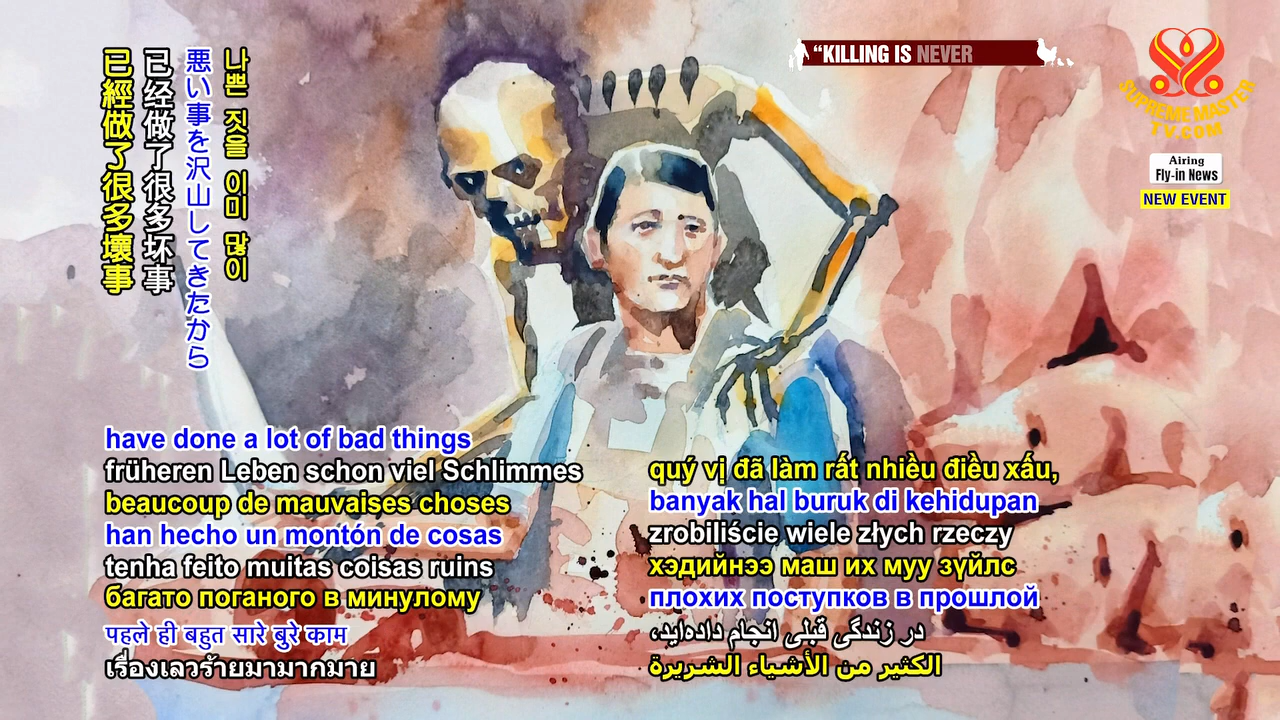 已經做了很多壞事
已经做了很多坏事
悪い事を沢山してきたから
나쁜 짓을 이미 많이
"KILLING IS NEVER
SUPREME MASTER
TV.COM
Airing
Fly-in News
NEW EVENT
have done a lot of bad things
früheren Leben schon viel Schlimmes
beaucoup de mauvaises choses
han hecho un montón de cosas
tenha feito muitas coisas ruins
багато поганого в минулому
पहले ही बहुत सारे बुरे काम
เรื่องเลวร้ายมามากมาย
quý vị đã làm rất nhiều điều xấu,
banyak hal buruk di kehidupan
zrobiliście wiele złych rzeczy
хэдийнээ маш их муу зүйлс
плохих поступков в прошлой
در زندگی قبلی انجام داده‌اید،
الكثير من الأشياء الشريرة